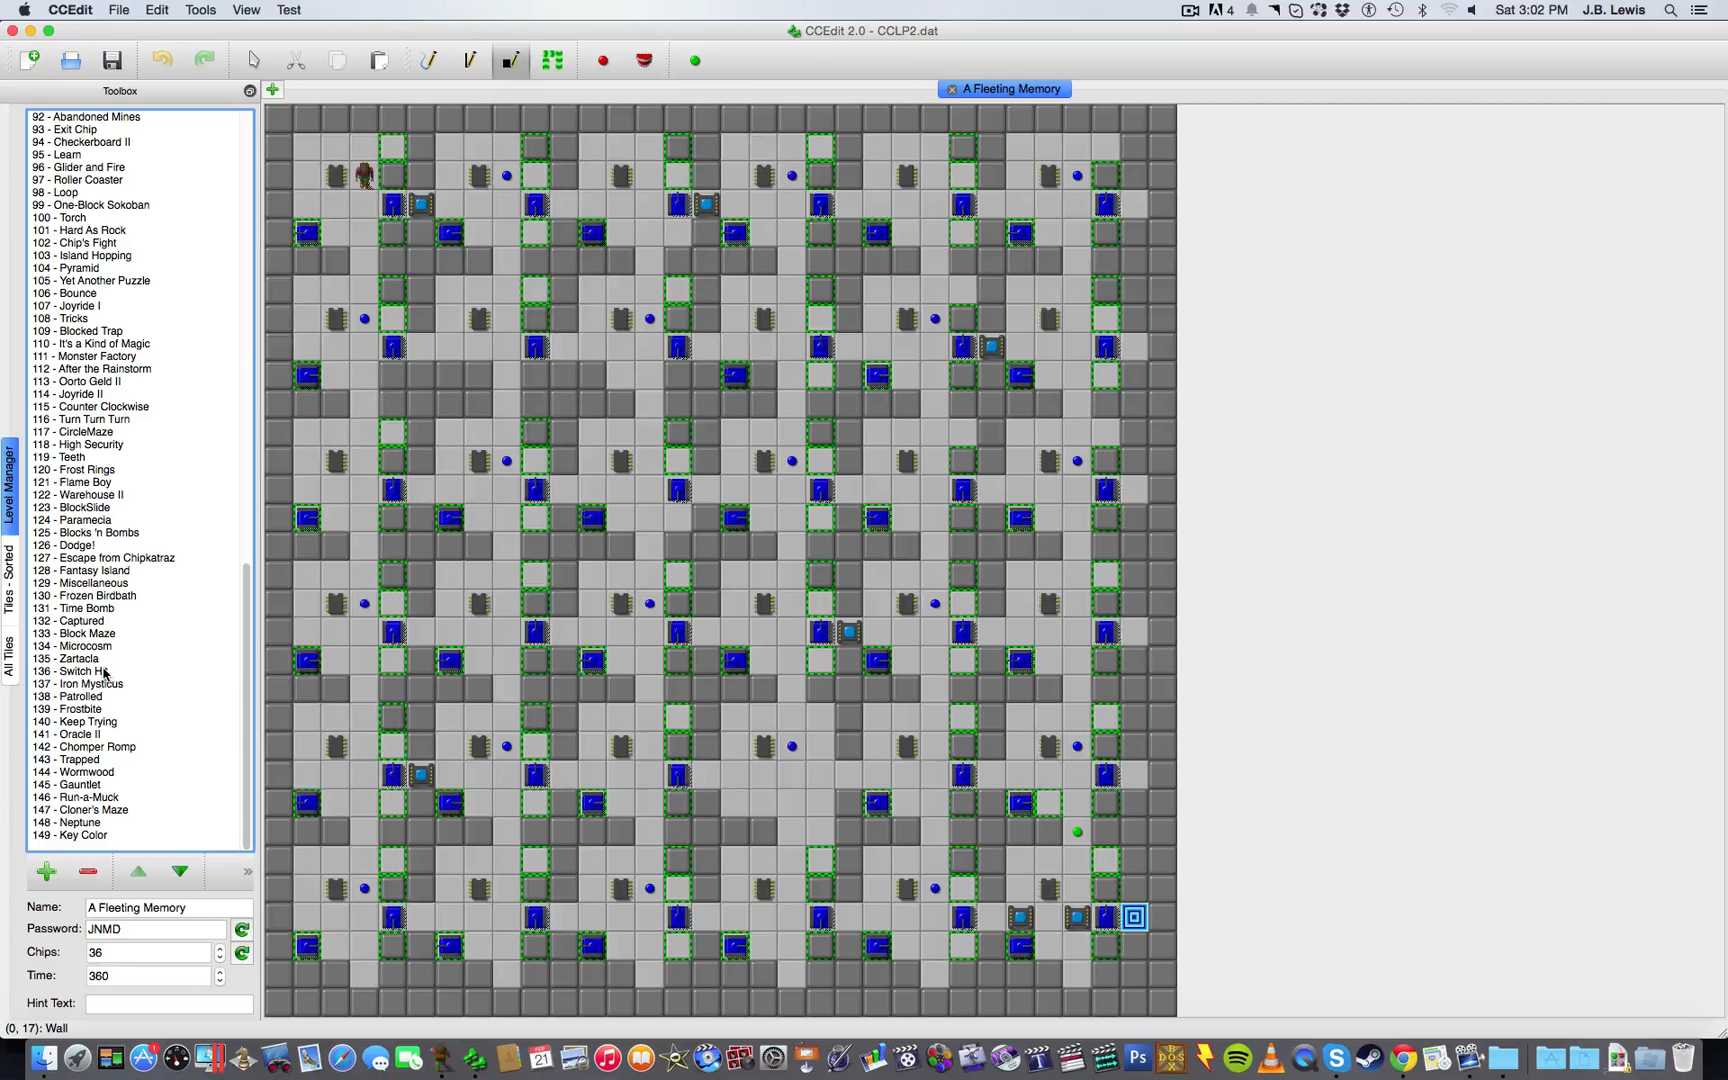 CCEdit File Edit Tools View Test 4 Sat 3:02 PM J.B. Lewis
CCEdit 2.0 - CCLP2.dat
Toolbox
A Fleeting Memory
92 - Abandoned Mines
93 - Exit Chip
94 - Checkerboard II
95 - Learn
96 - Glider and Fire
97 - Roller Coaster
98 - Loop
99 - One-Block Sokoban
100 - Torch
101 - Hard As Rock
102 - Chip's Fight
103 - Island Hopping
104 - Pyramid
105 - Yet Another Puzzle
106 - Bounce
107 - Joyride I
108 - Tricks
109 - Blocked Trap
110 - It's a Kind of Magic
111 - Monster Factory
112 - After the Rainstorm
113 - Oorto Geld II
114 - Joyride II
115 - Counter Clockwise
116 - Turn Turn Turn
117 - CircleMaze
118 - High Security
119 - Teeth
120 - Frost Rings
121 - Flame Boy
122 - Warehouse II
123 - BlockSlide
124 - Paramecia
125 - Blocks 'n Bombs
126 - Dodge!
127 - Escape from Chipkatraz
128 - Fantasy Island
129 - Miscellaneous
130 - Frozen Birdbath
131 - Time Bomb
132 - Captured
133 - Block Maze
134 - Microcosm
135 - Zartacla
136 - Switch
137 - Iron Mysticus
138 - Patrolled
139 - Frostbite
140 - Keep Trying
141 - Oracle II
142 - Chomper Romp
143 - Trapped
144 - Wormwood
145 - Gauntlet
146 - Run-a-Muck
147 - Cloner's Maze
148 - Neptune
149 - Key Color
Level Manager
Tiles - Sorted
All Tiles
Name: A Fleeting Memory
Password: JNMD
Chips: 36
Time: 360
Hint Text:
(0, 17): Wall